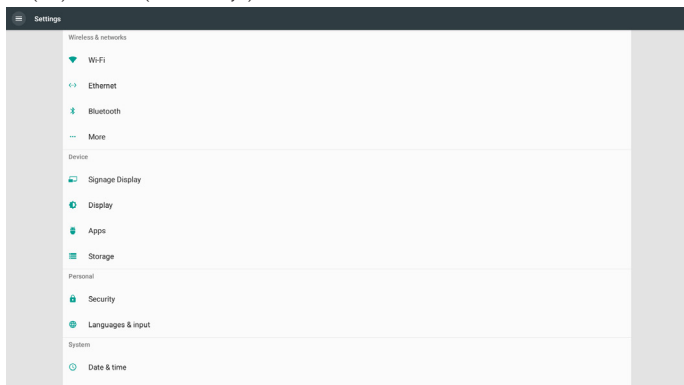 Settings
Wireless & networks
Wi-Fi
Ethernet
Bluetooth
More
Device
Signage Display
Display
Apps
Storage
Personal
Security
Languages & input
System
Date & time